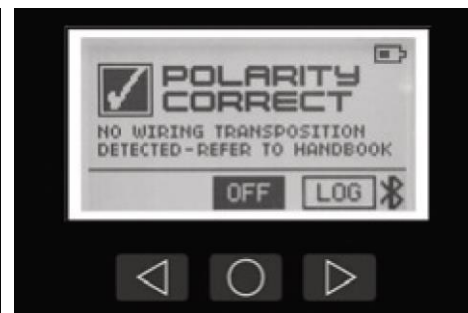 POLARITY
CORRECT
NO WIRING TRANSPOSITION
DETECTED-REFER TO HANDBOOK
OFF LOG